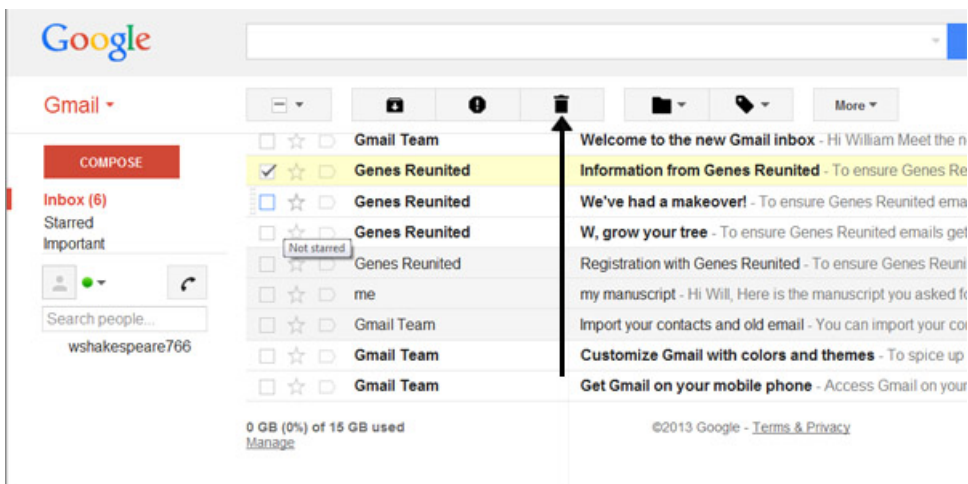 Google
Gmail
More
COMPOSE
Inbox (6)
Starred
Important
Search people...
wshakespeare766
Gmail Team Welcome to the new Gmail inbox - Hi William Meet the
Genes Reunited Information from Genes Reunited - To ensure Genes
Genes Reunited We've had a makeover! - To ensure Genes Reunited
Genes Reunited W, grow your tree - To ensure Genes Reunited emails get
Not starred
Genes Reunited Registration with Genes Reunited - To ensure Genes
me my manuscript - Hi Will, Here is the manuscript you asked
Gmail Team Import your contacts and old email - You can import your
Gmail Team Customize Gmail with colors and themes - To spice up
Gmail Team Get Gmail on your mobile phone - Access Gmail on your
0 GB (0%) of 15 GB used
Manage
©2013 Google - Terms & Privacy